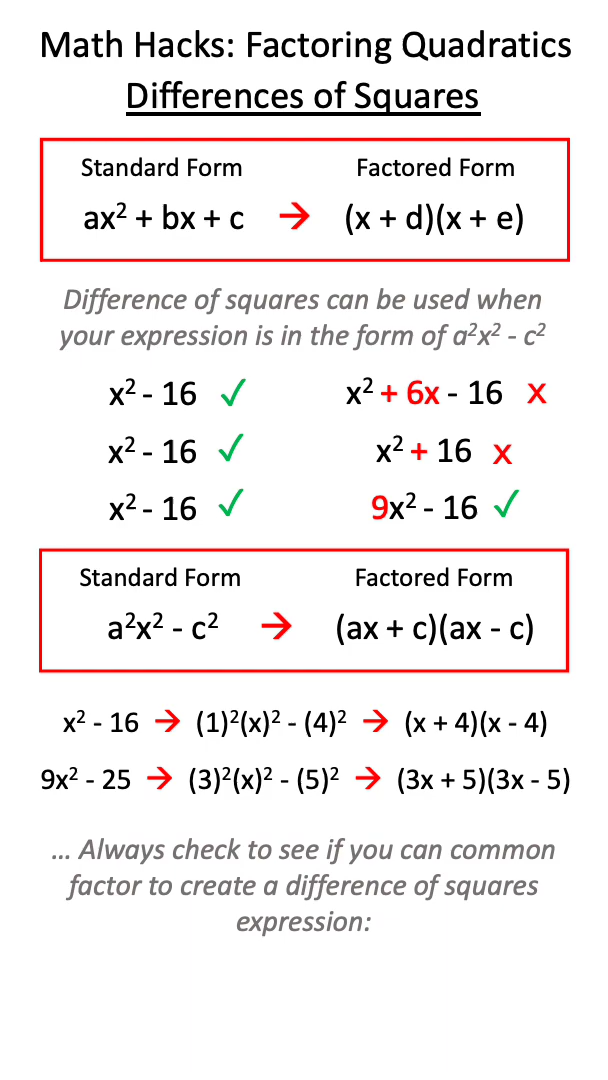 Math Hacks: Factoring Quadratics
Differences of Squares
Standard Form Factored Form
ax² + bx + c → (x + d)(x + e)
Difference of squares can be used when
your expression is in the form of a²x² - c²
x² - 16 ✓ x² + 6x - 16 x
x² - 16 ✓ x² + 16 x
x² - 16 ✓ 9x² - 16 ✓
Standard Form Factored Form
a²x² - c² → (ax + c)(ax - c)
x² - 16 → (1)²(x)² - (4)² → (x + 4)(x - 4)
9x² - 25 → (3)²(x)² - (5)² → (3x + 5)(3x - 5)
... Always check to see if you can common
factor to create a difference of squares
expression: